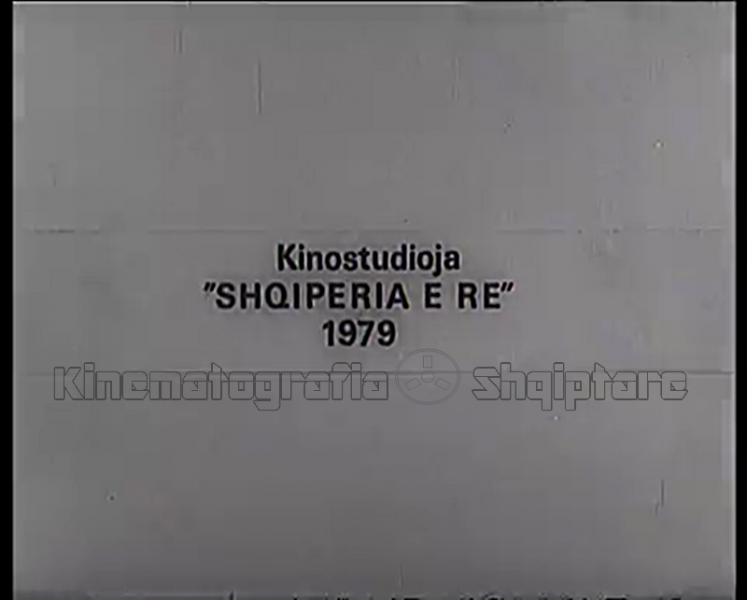 Kinostudioja
"SHQIPERIA E RE"
1979
Kinematografia Shqiptare